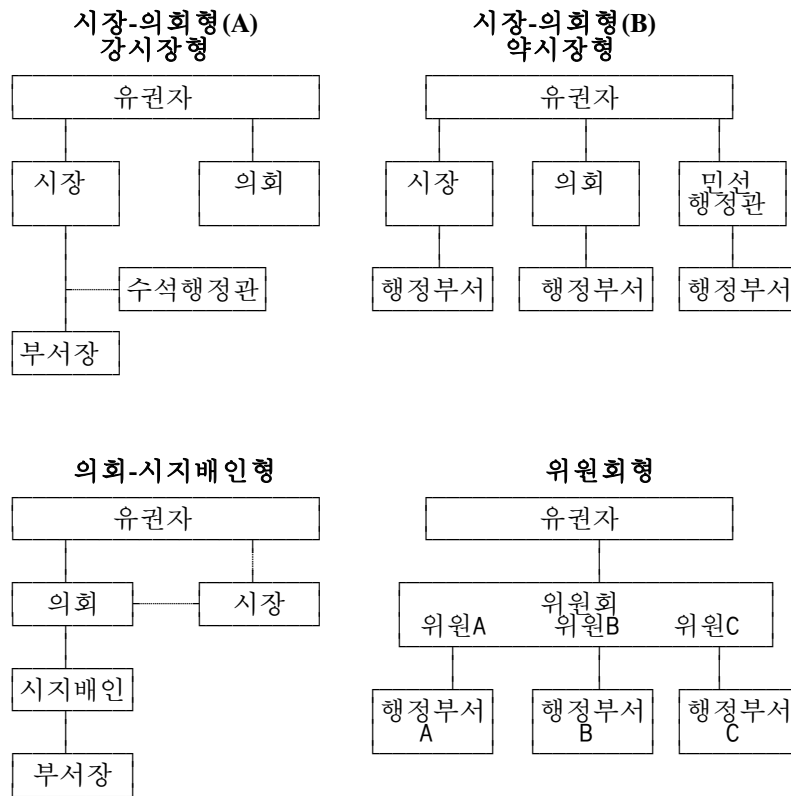 시장-의회형(A)
강시장형
유권자
시장
의회
수석행정관
부서장
시장-의회형(B)
약시장형
유권자
시장
의회
민선
행정관
행정부서
행정부서
행정부서
의회-시지배인형
유권자
의회
시장
시지배인
부서장
위원회형
유권자
위원회
위원A
위원B
위원C
행정부서
A
행정부서
B
행정부서
C